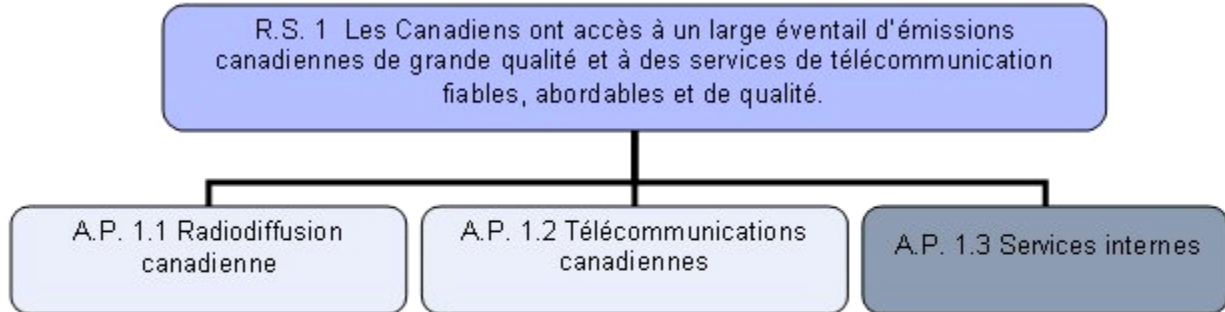 R.S. 1  Les Canadiens ont accès à un large éventail d'émissions
canadiennes de grande qualité et à des services de télécommunication
fiables, abordables et de qualité.
A.P. 1.1 Radiodiffusion
canadienne
A.P. 1.2 Télécommunications
canadiennes
A.P. 1.3 Services internes